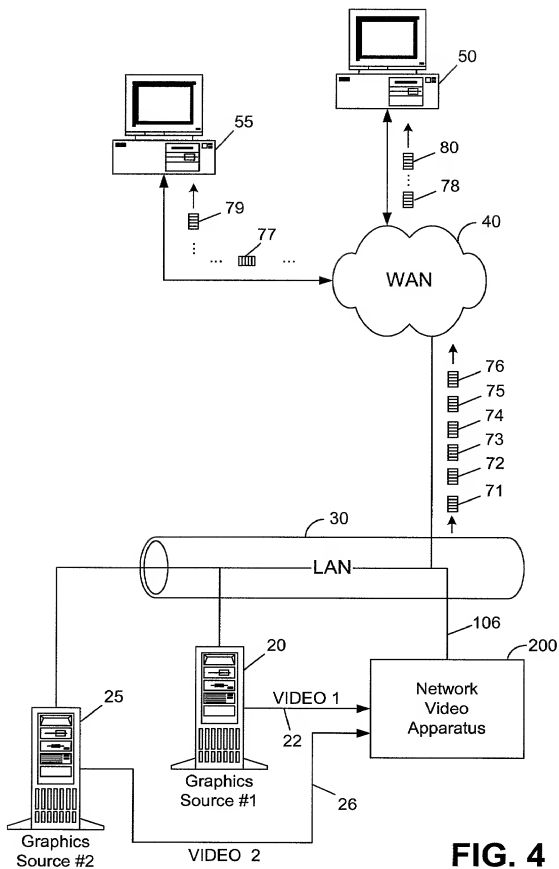 50
55
80
78
79
77
40
WAN
76
75
74
73
72
71
30
LAN
106
20
200
25
VIDEO 1
22
Network
Video
Apparatus
Graphics
Source #1
26
Graphics
Source #2
VIDEO 2
FIG. 4